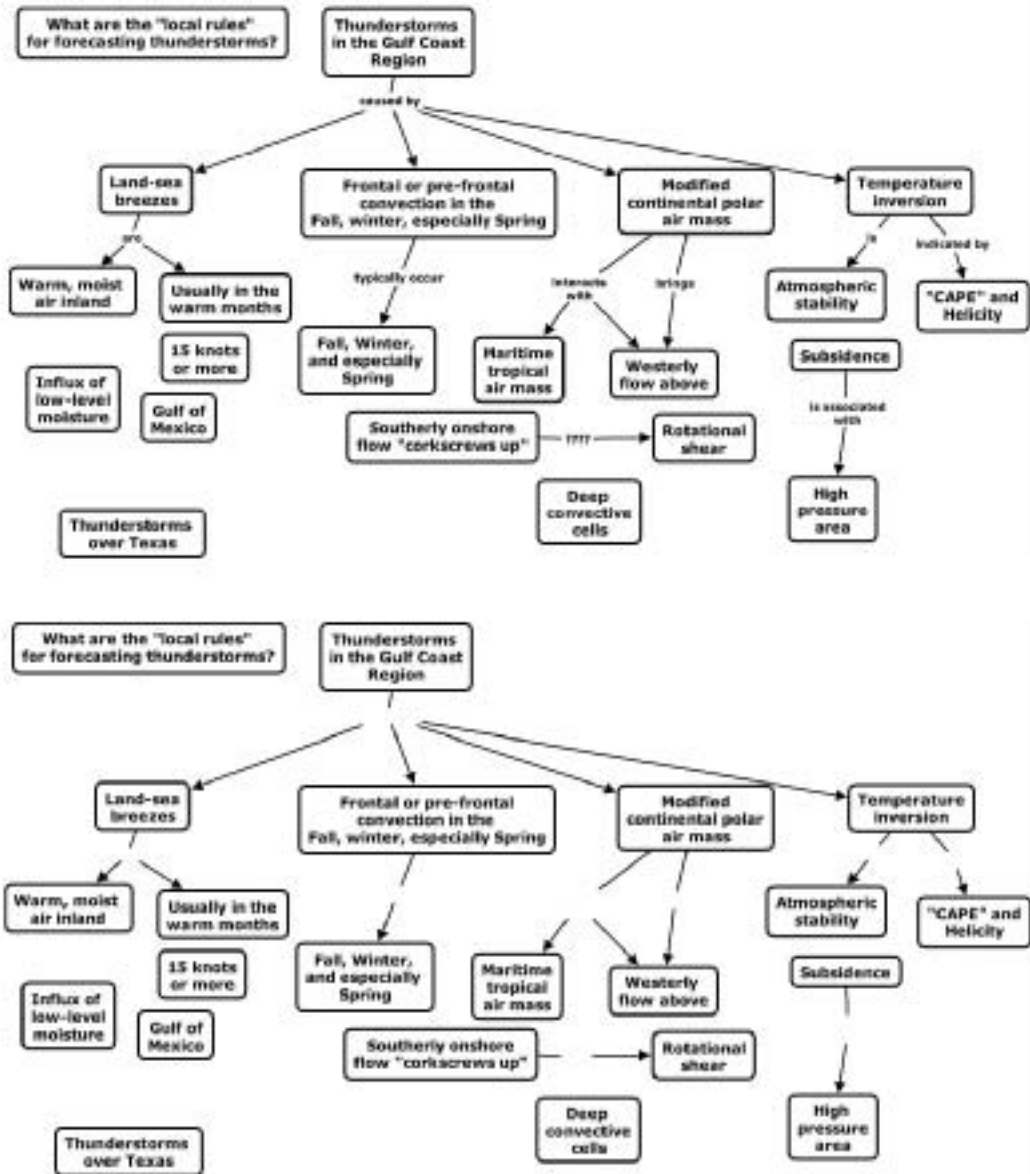 What are the "local rules"
for forecasting thunderstorms?
Thunderstorms
in the Gulf Coast
Region
caused by
Land-sea
breezes
Frontal or pre-frontal
convection in the
Fall, winter, especially Spring
Modified
continental polar
air mass
Temperature
inversion
are
typically occur
interacts
with
brings
is
indicated by
Warm, moist
air inland
Usually in the
warm months
Atmospheric
stability
"CAPE" and
Helicity
15 knots
or more
Fall, Winter,
and especially
Spring
Maritime
tropical
air mass
Westerly
flow above
Subsidence
Influx of
low-level
moisture
Gulf of
Mexico
is associated
with
Southerly onshore
flow "corkscrews up"
????
Rotational
shear
Deep
convective
cells
High
pressure
area
Thunderstorms
over Texas
What are the "local rules"
for forecasting thunderstorms?
Thunderstorms
in the Gulf Coast
Region
Land-sea
breezes
Frontal or pre-frontal
convection in the
Fall, winter, especially Spring
Modified
continental polar
air mass
Temperature
inversion
Warm, moist
air inland
Usually in the
warm months
Atmospheric
stability
"CAPE" and
Helicity
15 knots
or more
Fall, Winter,
and especially
Spring
Maritime
tropical
air mass
Westerly
flow above
Subsidence
Influx of
low-level
moisture
Gulf of
Mexico
Southerly onshore
flow "corkscrews up"
Rotational
shear
Deep
convective
cells
High
pressure
area
Thunderstorms
over Texas